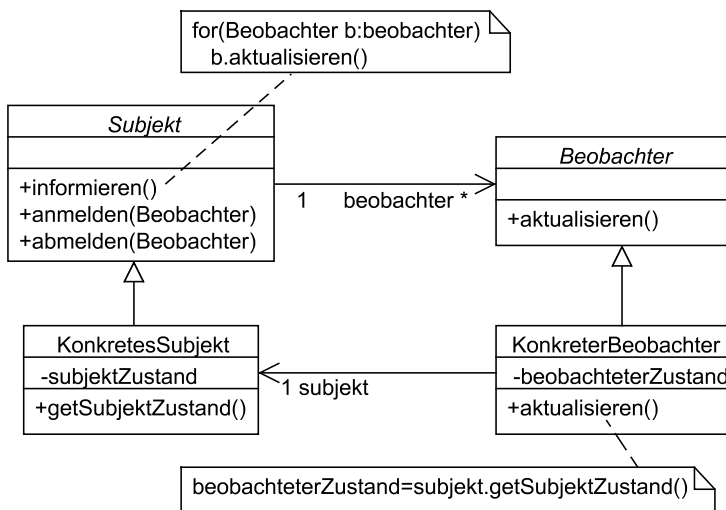 for(Beobachter b:beobachter)
b.aktualisieren()
Subjekt
+informieren()
+anmelden(Beobachter)
+abmelden(Beobachter)
1 beobachter *
Beobachter
+aktualisieren()
KonkretesSubjekt
-subjektZustand
+getSubjektZustand()
1 subjekt
KonkreterBeobachter
-beobachteterZustand
+aktualisieren()
beobachteterZustand=subjekt.getSubjektZustand()